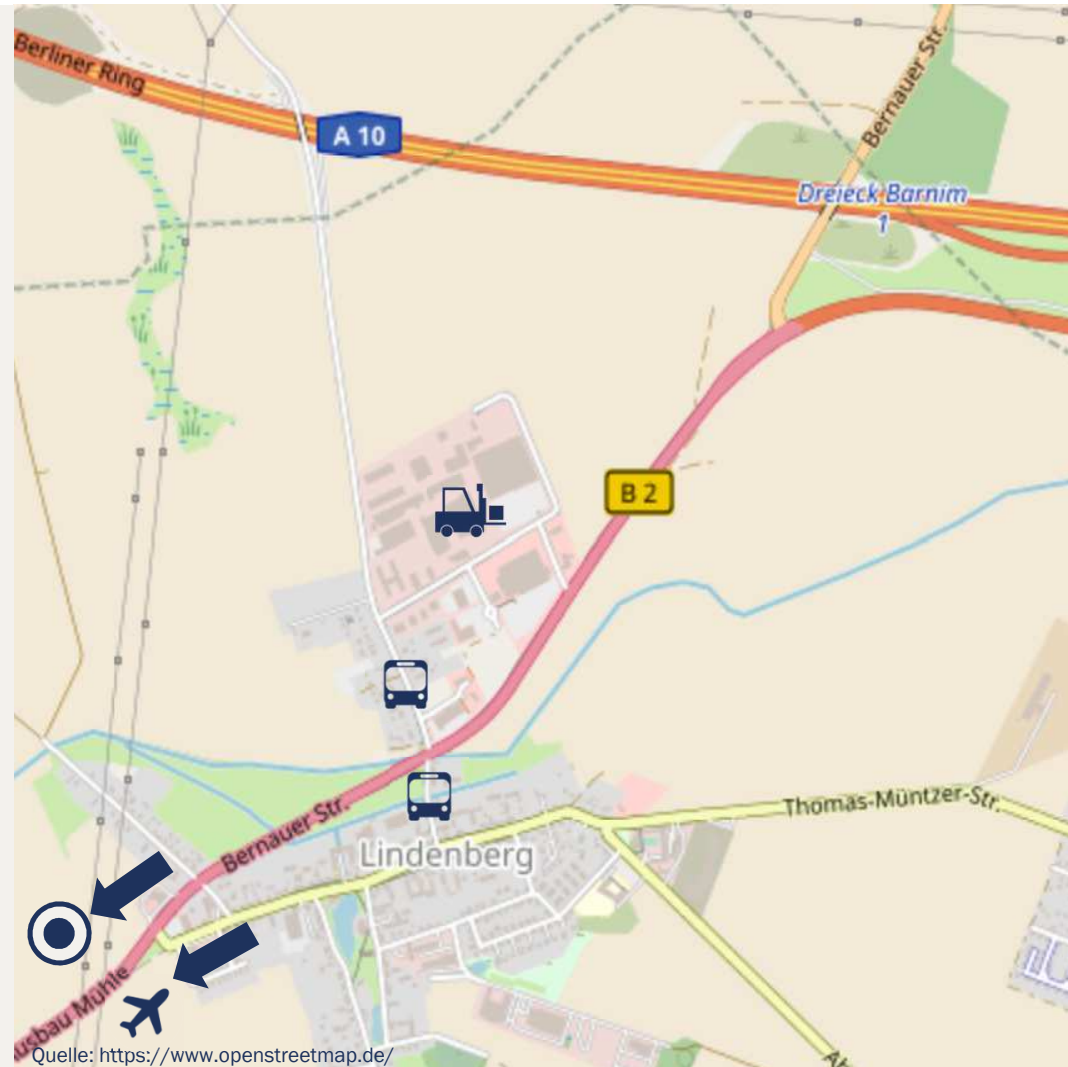 Berliner Ring
A 10
Bernauer Str.
Dreieck Barnim
1
B 2
Thomas-Müntzer-Str.
Bernauer Str.
Lindenberg
usbau Mühle
Quelle: https://www.openstreetmap.de/